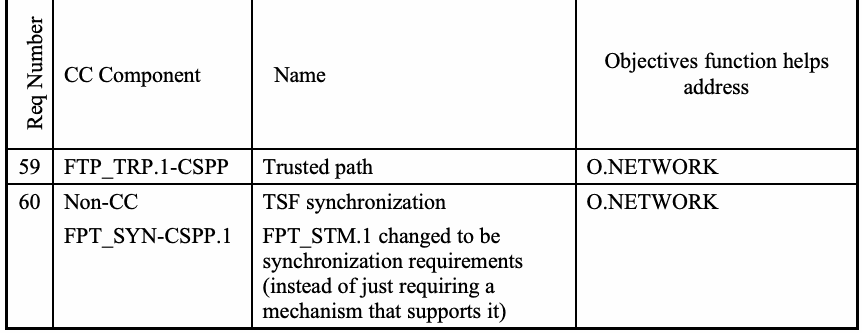 Req Number
CC Component
Name
Objectives function helps
address
59
FTP_TRP.1-CSPP
Trusted path
O.NETWORK
60
Non-CC
TSF synchronization
O.NETWORK
FPT_SYN-CSPP.1
FPT_STM.1 changed to be
synchronization requirements
(instead of just requiring a
mechanism that supports it)